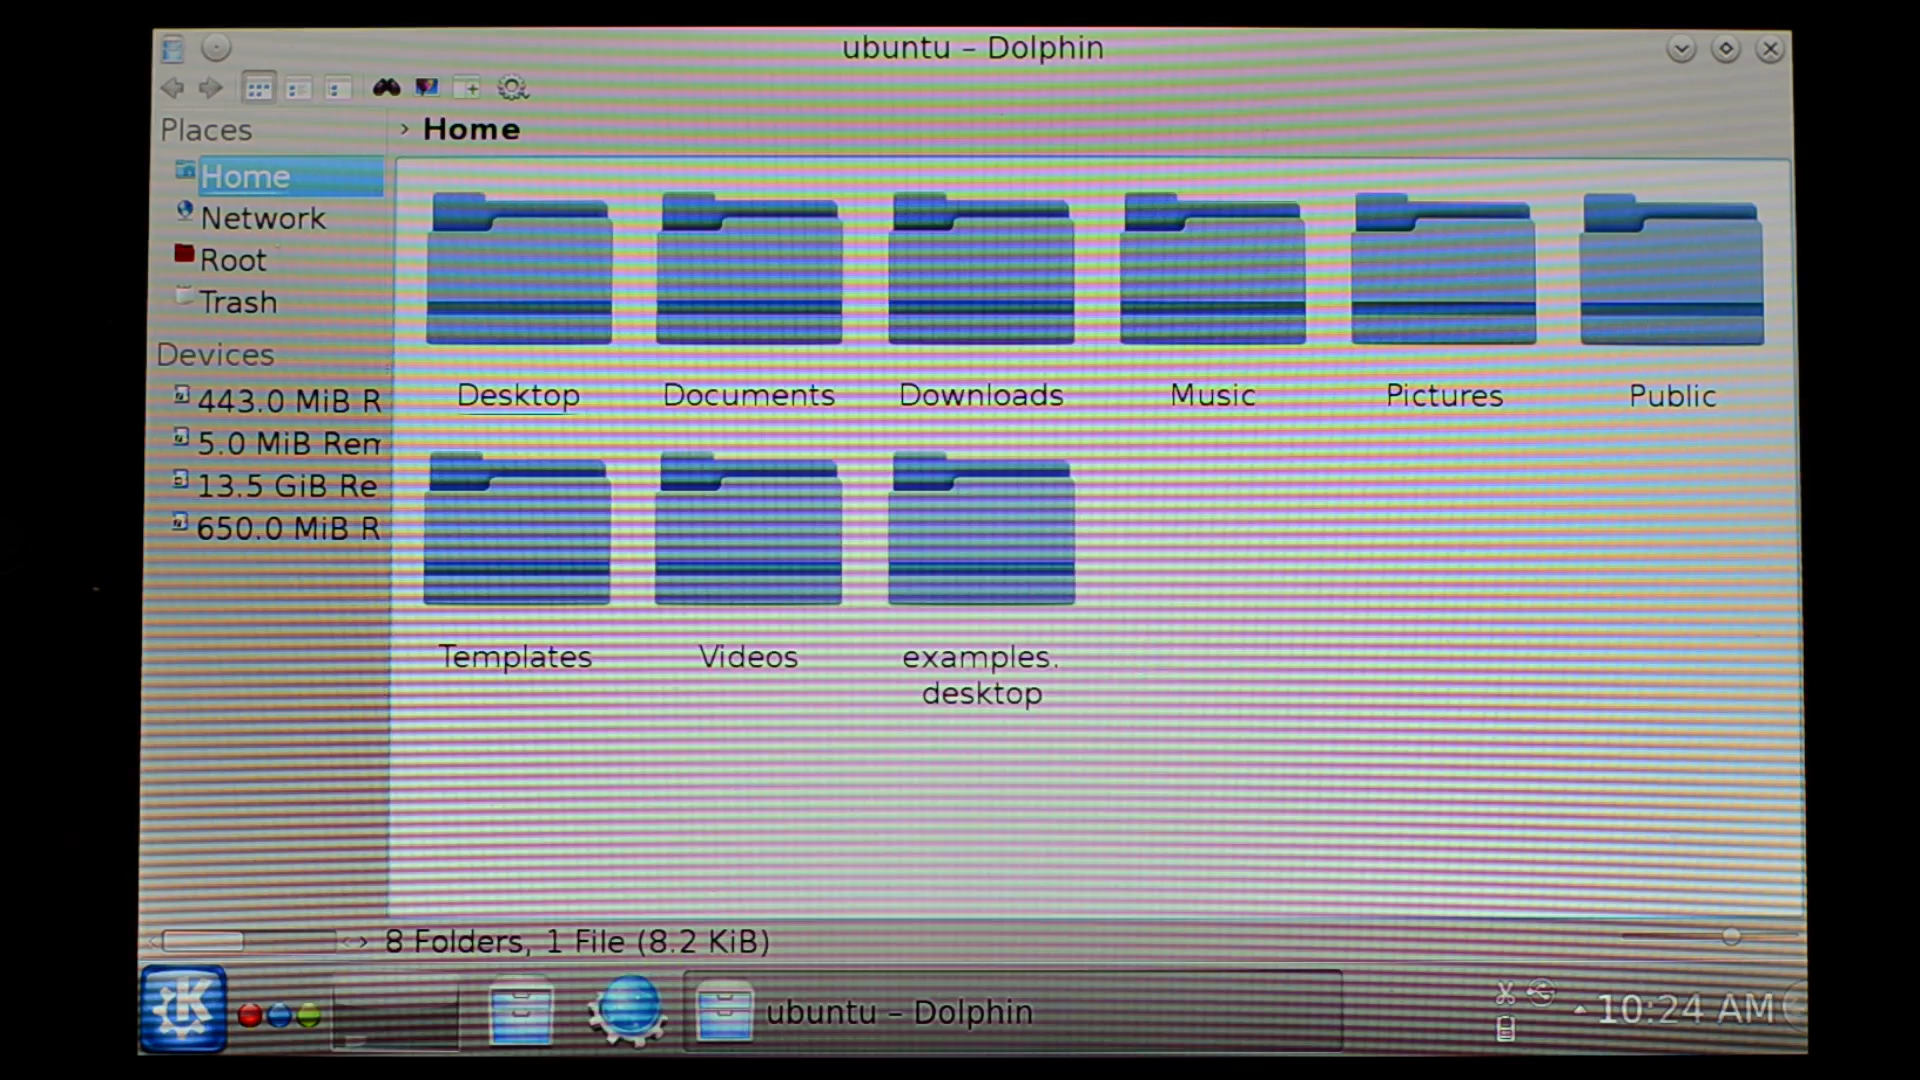 ubuntu – Dolphin
Places
› Home
Home
Network
Root
Trash
Devices
443.0 MiB R
5.0 MiB Rem
13.5 GiB Re
650.0 MiB R
Desktop
Documents
Downloads
Music
Pictures
Public
Templates
Videos
examples.
desktop
8 Folders, 1 File (8.2 KiB)
K
ubuntu – Dolphin
10:24 AM